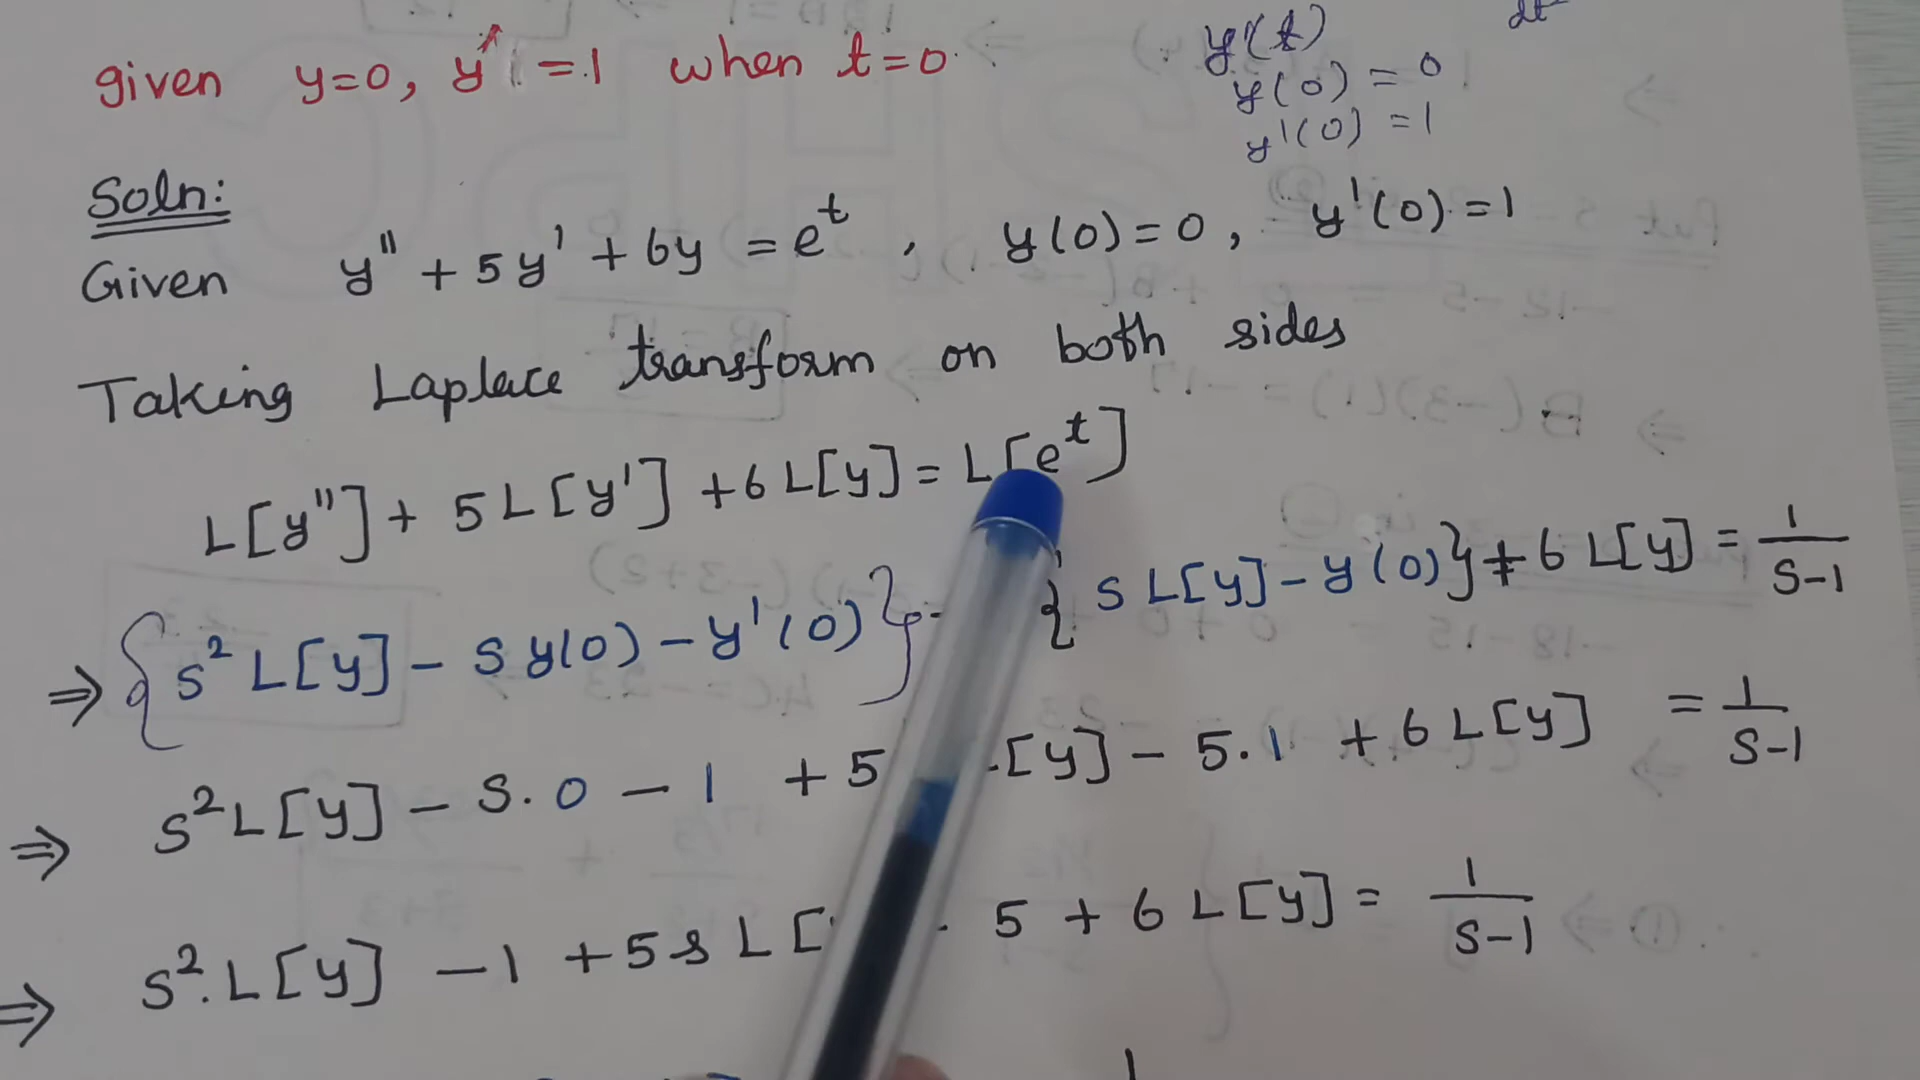 given y=0, y' =1 when t=0
y(t)
y(0) = 0
y'(0) = 1
Soln:
Given y" + 5y' + 6y = e^t , y(0)=0, y'(0)=1
Taking Laplace transform on both sides
L[y"] + 5L[y'] + 6L[y] = L[e^t]
⇒ {s² L[y] - s y(0) - y'(0)} { s L[y] - y(0)} + 6 L[y] = 1/(s-1)
⇒ s² L[y] - s.0 - 1 + 5 [y] - 5.1 + 6 L[y] = 1/(s-1)
⇒ s². L[y] - 1 + 5s L[ 5 + 6 L[y] = 1/(s-1)